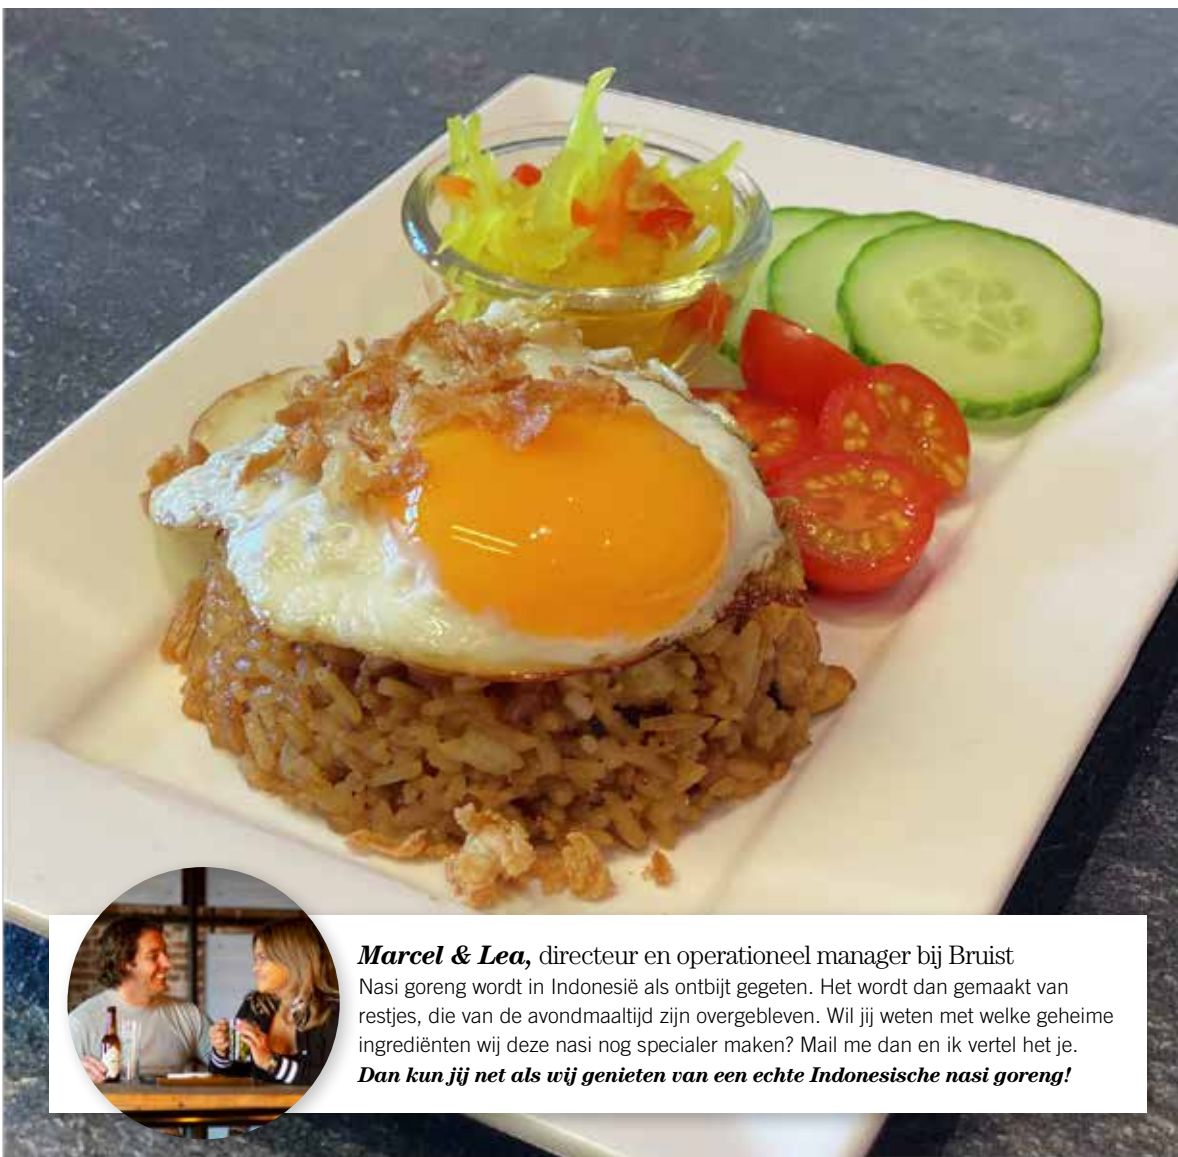 Marcel & Lea, directeur en operationeel manager bij Bruist
Nasi goreng wordt in Indonesië als ontbijt gegeten. Het wordt dan gemaakt van
restjes, die van de avondmaaltijd zijn overgebleven. Wil jij weten met welke geheime
ingrediënten wij deze nasi nog specialer maken? Mail me dan en ik vertel het je.
Dan kun jij net als wij genieten van een echte Indonesische nasi goreng!